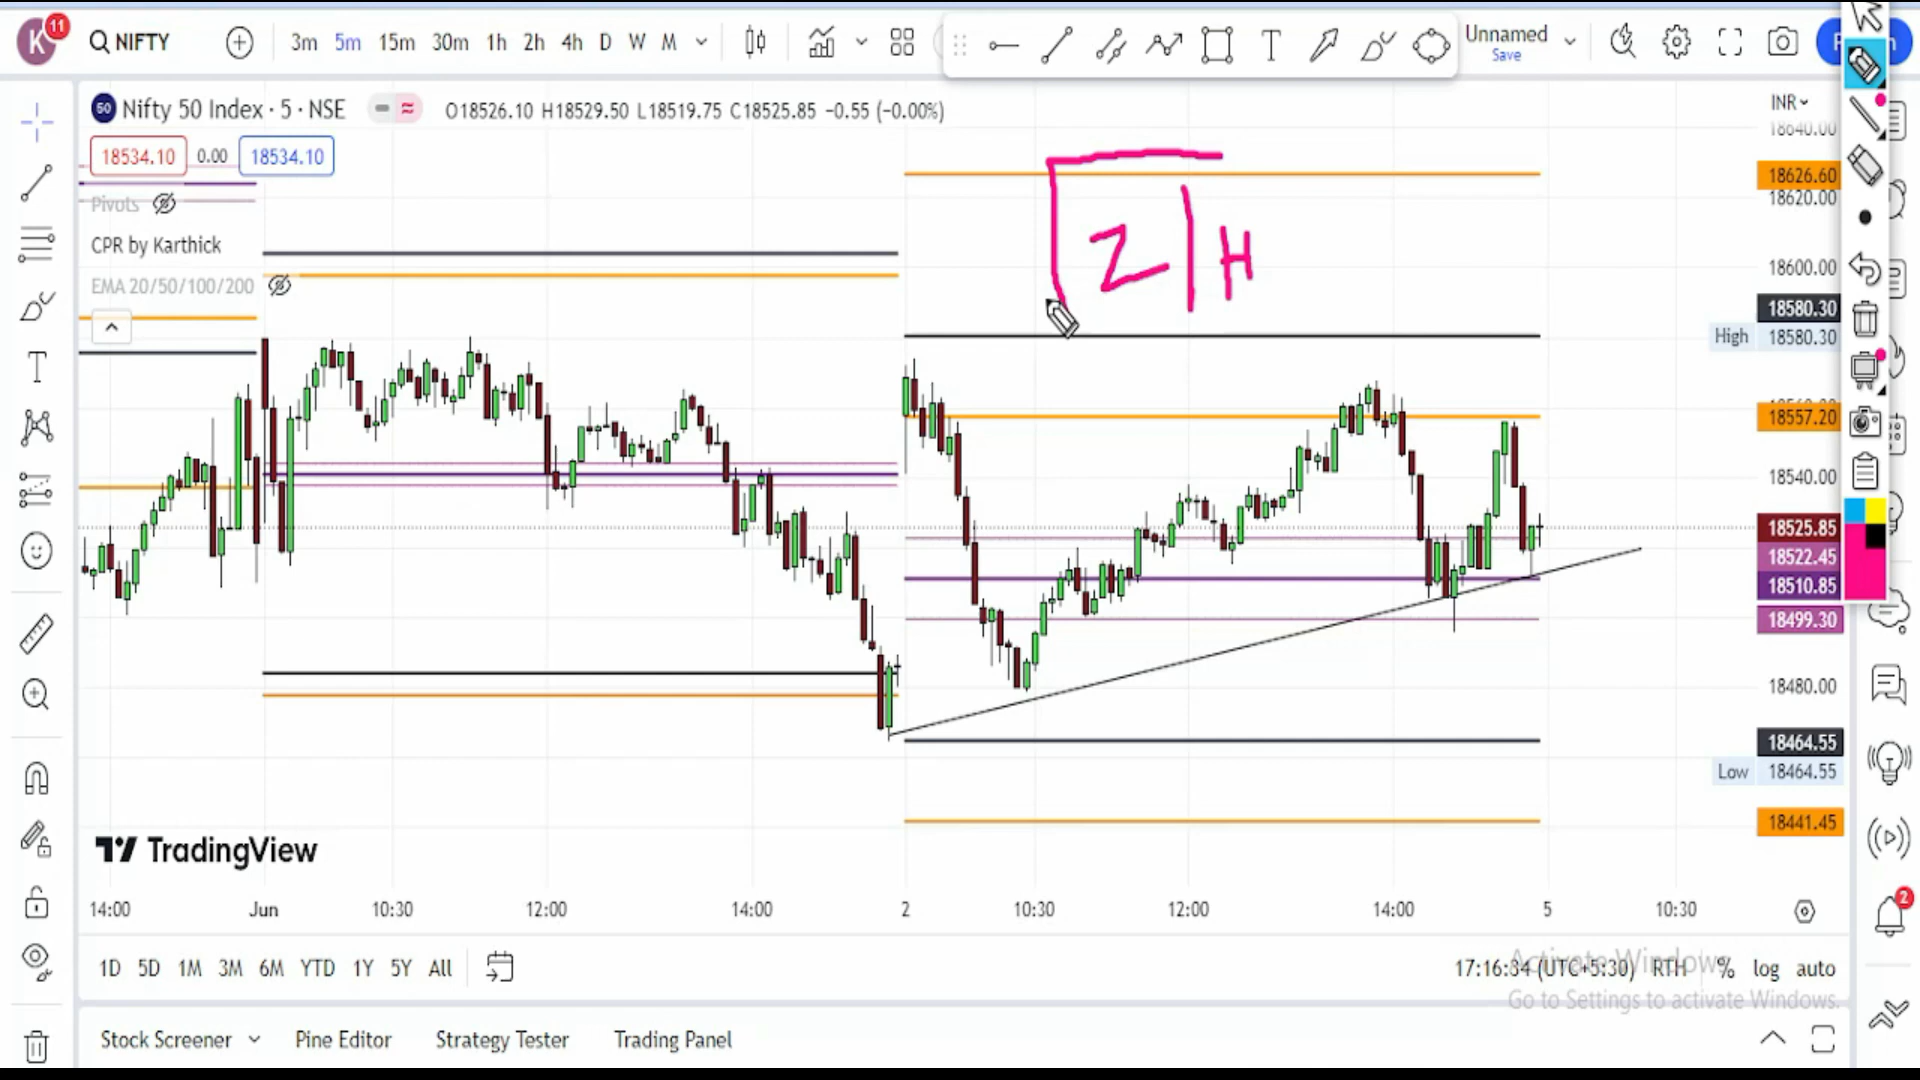 K 11 NIFTY 3m 5m 15m 30m 1h 2h 4h D W M Unnamed
Save
Nifty 50 Index · 5 · NSE O18526.10 H18529.50 L18519.75 C18525.85 −0.55 (−0.00%)
INR
18640.00
18534.10 0.00 18534.10
18626.60
Pivots
18620.00
CPR by Karthick
Z H
18600.00
EMA 20/50/100/200
18580.30
High 18580.30
18557.20
18540.00
18525.85
18522.45
18510.85
18499.30
18480.00
18464.55
Low 18464.55
18441.45
TradingView
14:00 Jun 10:30 12:00 14:00 2 10:30 12:00 14:00 5 10:30
2
1D 5D 1M 3M 6M YTD 1Y 5Y All 17:16:34 (UTC+5:30) RTH % log auto
Activate Windows
Go to Settings to activate Windows.
Stock Screener Pine Editor Strategy Tester Trading Panel